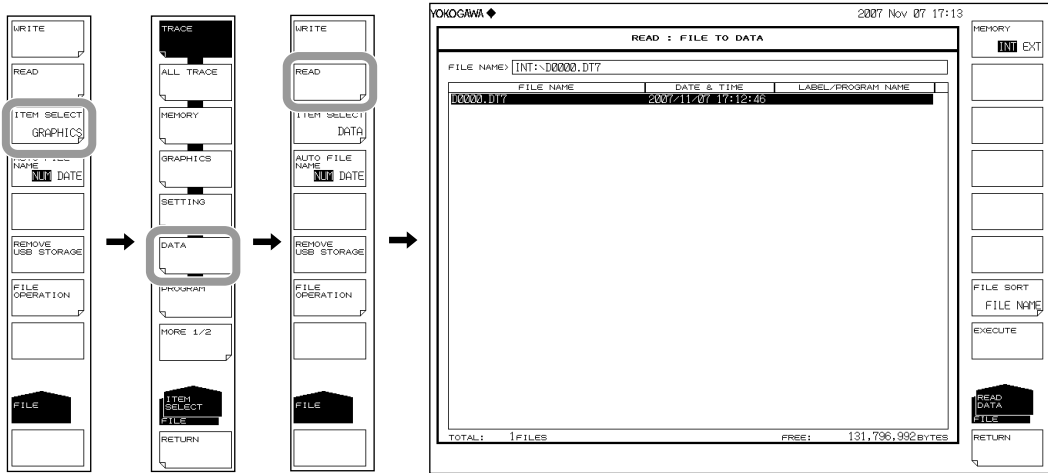 WRITE
READ
ITEM SELECT
GRAPHICS
AUTO FILE
NAME
NUM DATE
REMOVE
USB STORAGE
FILE
OPERATION
FILE
TRACE
ALL TRACE
MEMORY
GRAPHICS
SETTING
DATA
PROGRAM
MORE 1/2
ITEM
SELECT
FILE
RETURN
WRITE
READ
ITEM SELECT
DATA
AUTO FILE
NAME
NUM DATE
REMOVE
USB STORAGE
FILE
OPERATION
FILE
YOKOGAWA ◆
2007 Nov 07 17:13
READ : FILE TO DATA
FILE NAME> INT:\D0000.DT7
FILE NAME DATE & TIME LABEL/PROGRAM NAME
D0000.DT7 2007/11/07 17:12:46
TOTAL: 1FILES FREE: 131,796,992BYTES
MEMORY
INT EXT
FILE SORT
FILE NAME
EXECUTE
READ
DATA
FILE
RETURN